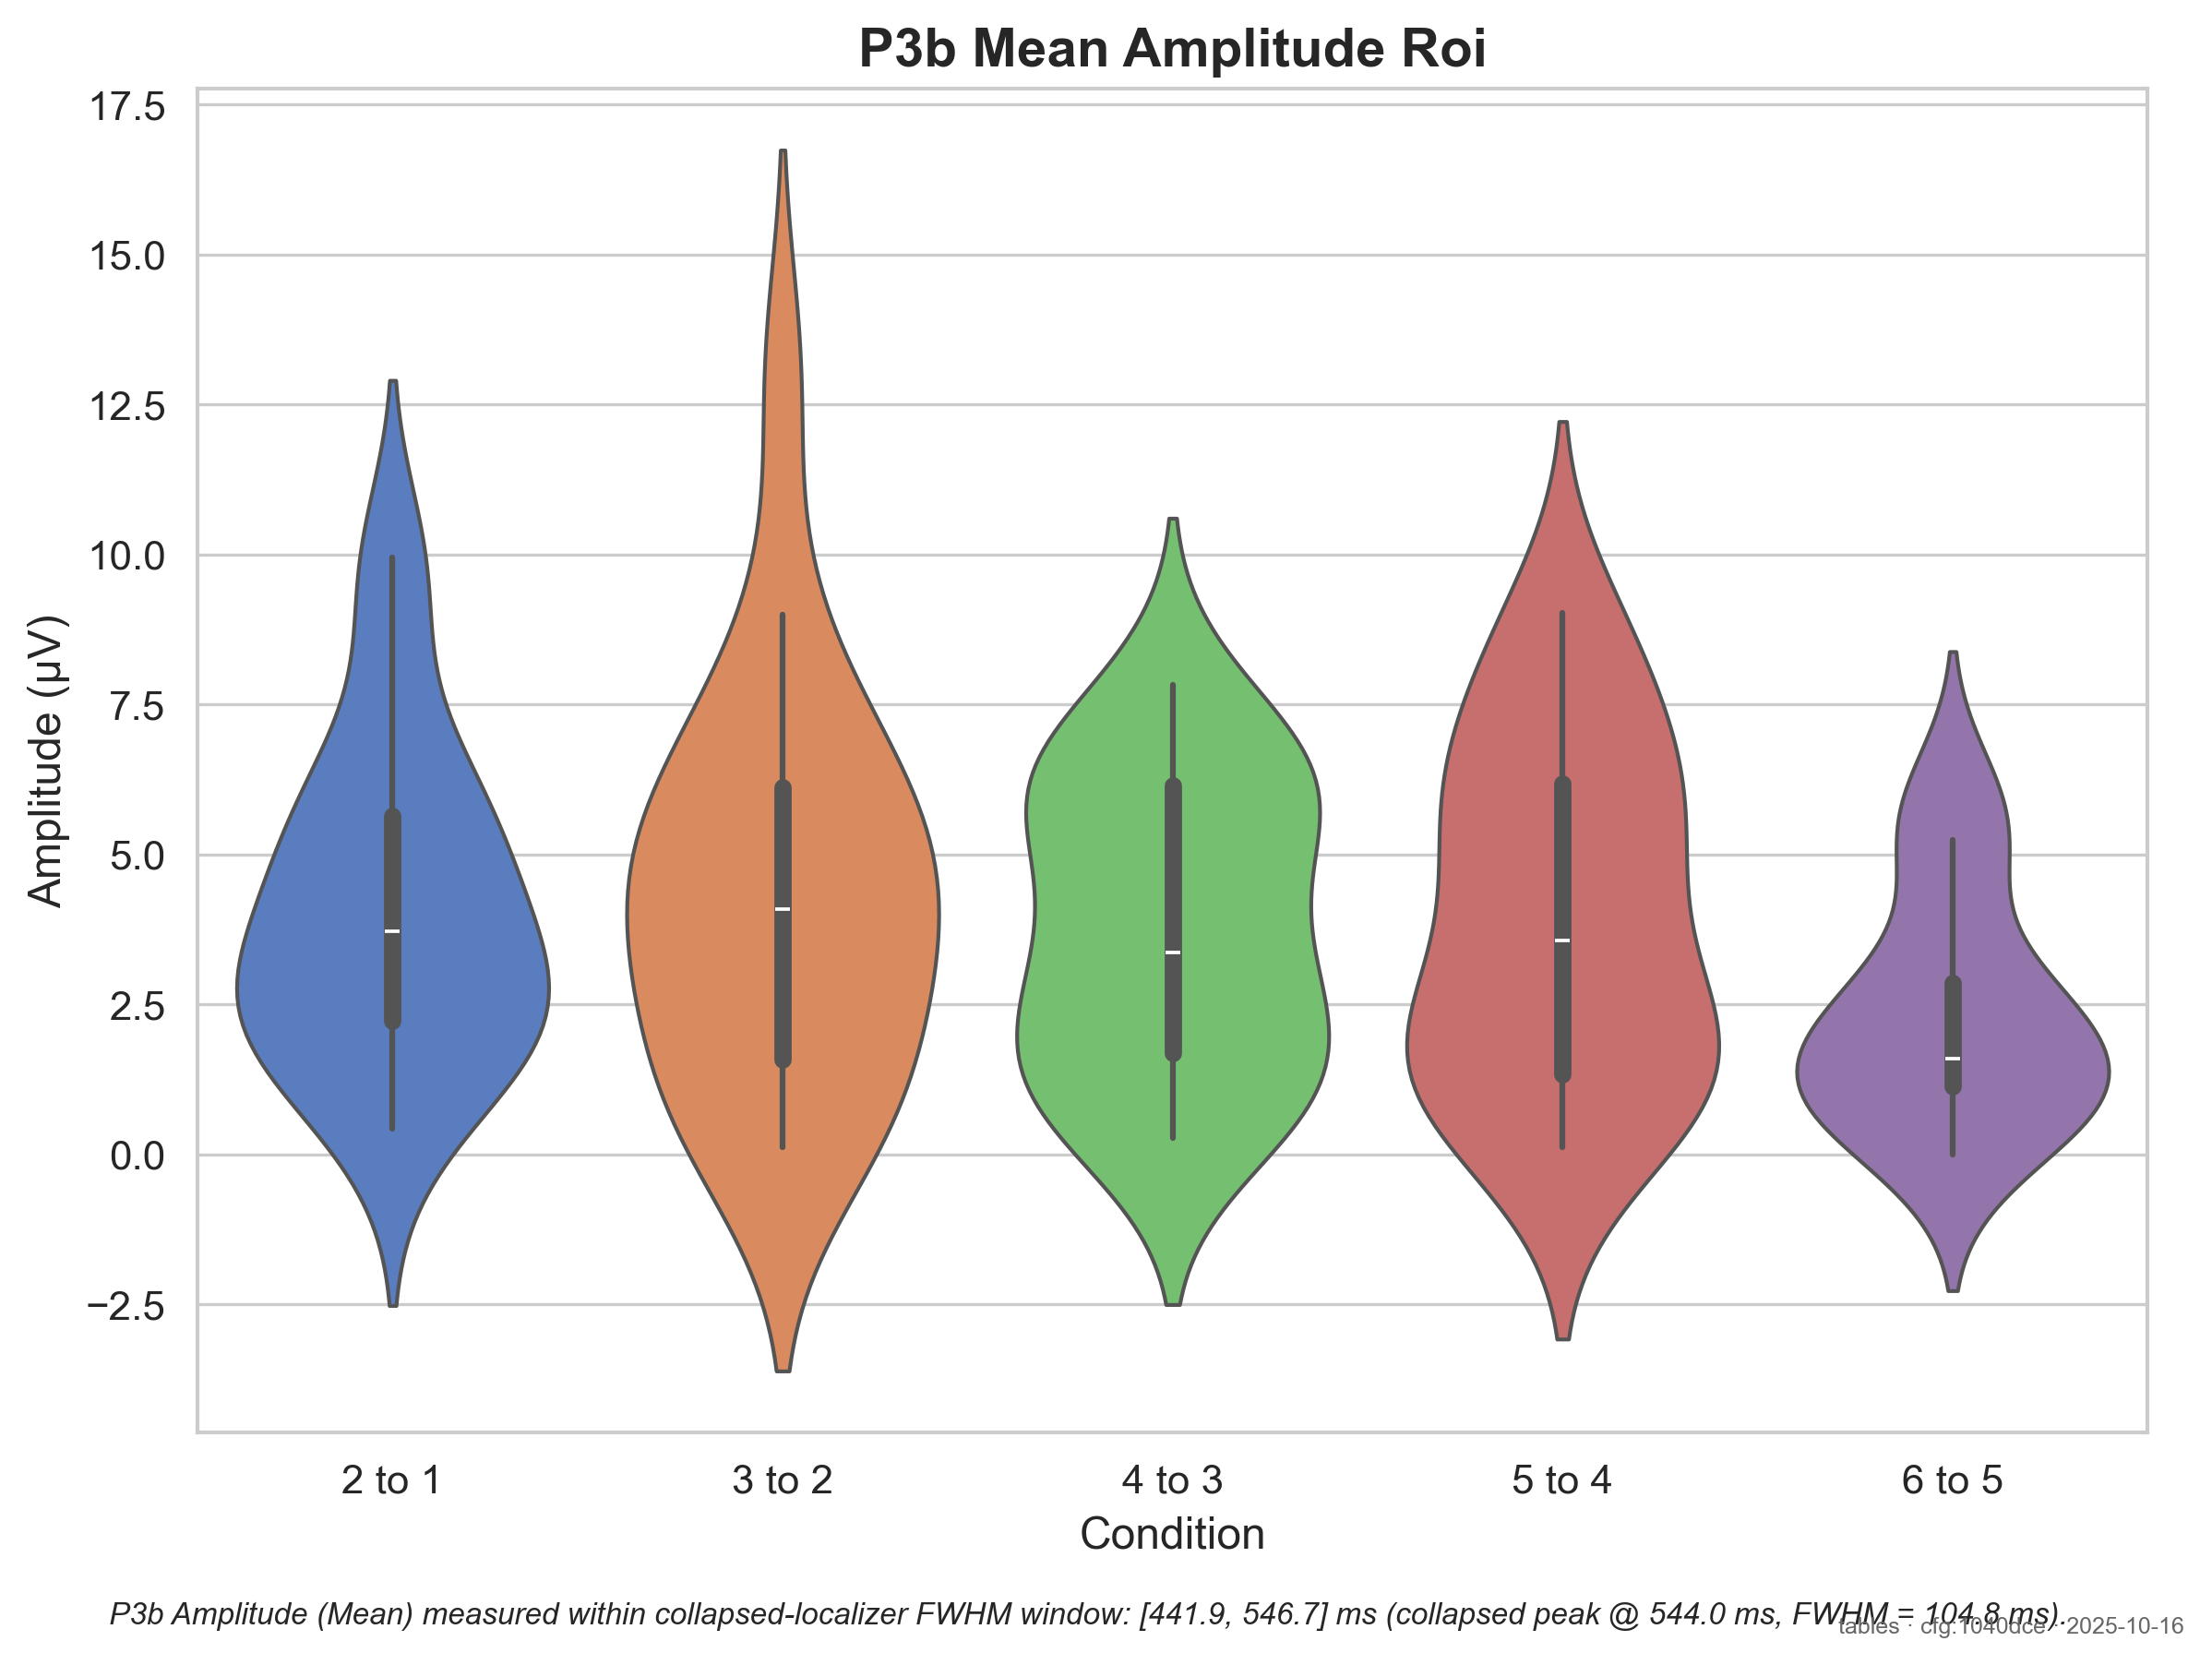 P3b Mean Amplitude Roi
17.5
15.0
12.5
10.0
7.5
5.0
2.5
0.0
−2.5
Amplitude (μV)
2 to 1 3 to 2 4 to 3 5 to 4 6 to 5
Condition
P3b Amplitude (Mean) measured within collapsed-localizer FWHM window: [441.9, 546.7] ms (collapsed peak @ 544.0 ms, FWHM = 104.8 ms).
tables · cfg:1040dce · 2025-10-16